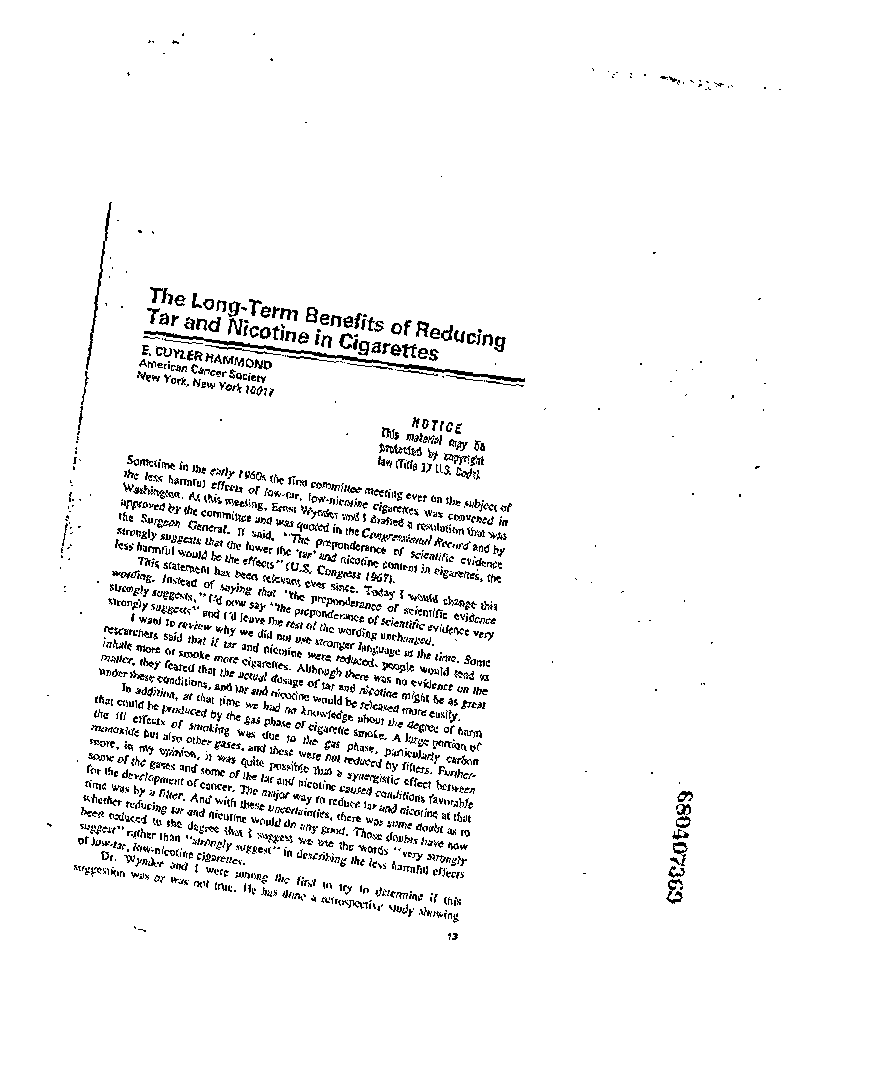 The Long-Term Benefits of Reducing
Tar and Nicotine in Cigarettes
E. CUYLER HAMMOND
American Cancer Society
New York, New York 10017
NOTICE
This material may be
protected by copyright
law (Title 17 U.S. Code).
Sometime in the early 1960s the first committee meeting ever on the subject of
the less harmful effects of low-tar, low-nicotine cigarettes was convened in
Washington. At this meeting, Ernst Wynder and I drafted a resolution that was
approved by the committee and was quoted in the Congressional Record and by
the Surgeon General. It said, "The preponderance of scientific evidence
strongly suggests that the lower the 'tar' and nicotine content in cigarettes, the
less harmful would be the effects" (U.S. Congress 1967).
This statement has been relevant ever since. Today I would change this
wording. Instead of saying that "the preponderance of scientific evidence
strongly suggests," I'd now say "the preponderance of scientific evidence very
strongly suggests" and I'd leave the rest of the wording unchanged.
I want to review why we did not use stronger language at the time. Some
researchers said that if tar and nicotine were reduced, people would tend to
inhale more or smoke more cigarettes. Although there was no evidence on the
matter, they feared that the actual dosage of tar and nicotine might be as great
under these conditions, and tar and nicotine would be released more easily.
In addition, at that time we had no knowledge about the degree of harm
that could be produced by the gas phase of cigarette smoke. A large portion of
the ill effects of smoking was due to the gas phase, particularly carbon
monoxide but also other gases, and these were not reduced by filters. Further-
more, in my opinion, it was quite possible that a synergistic effect between
some of the gases and some of the tar and nicotine caused conditions favorable
for the development of cancer. The major way to reduce tar and nicotine at that
time was by a filter. And with these uncertainties, there was some doubt as to
whether reducing tar and nicotine would do any good. Those doubts have now
been reduced to the degree that I suggest we use the words "very strongly
suggest" rather than "strongly suggest" in describing the less harmful effects
of low-tar, low-nicotine cigarettes.
Dr. Wynder and I were among the first to try to determine if this
suggestion was or was not true. He has done a retrospective study showing
13
680407369